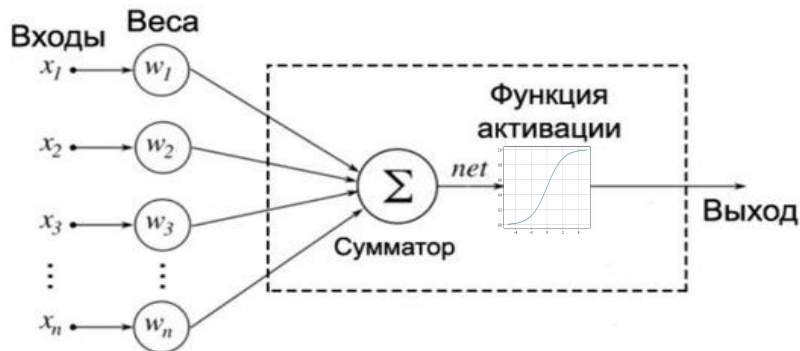 Входы
Веса
x1
w1
x2
w2
x3
w3
xn
wn
Σ
Сумматор
net
Функция
активации
Выход